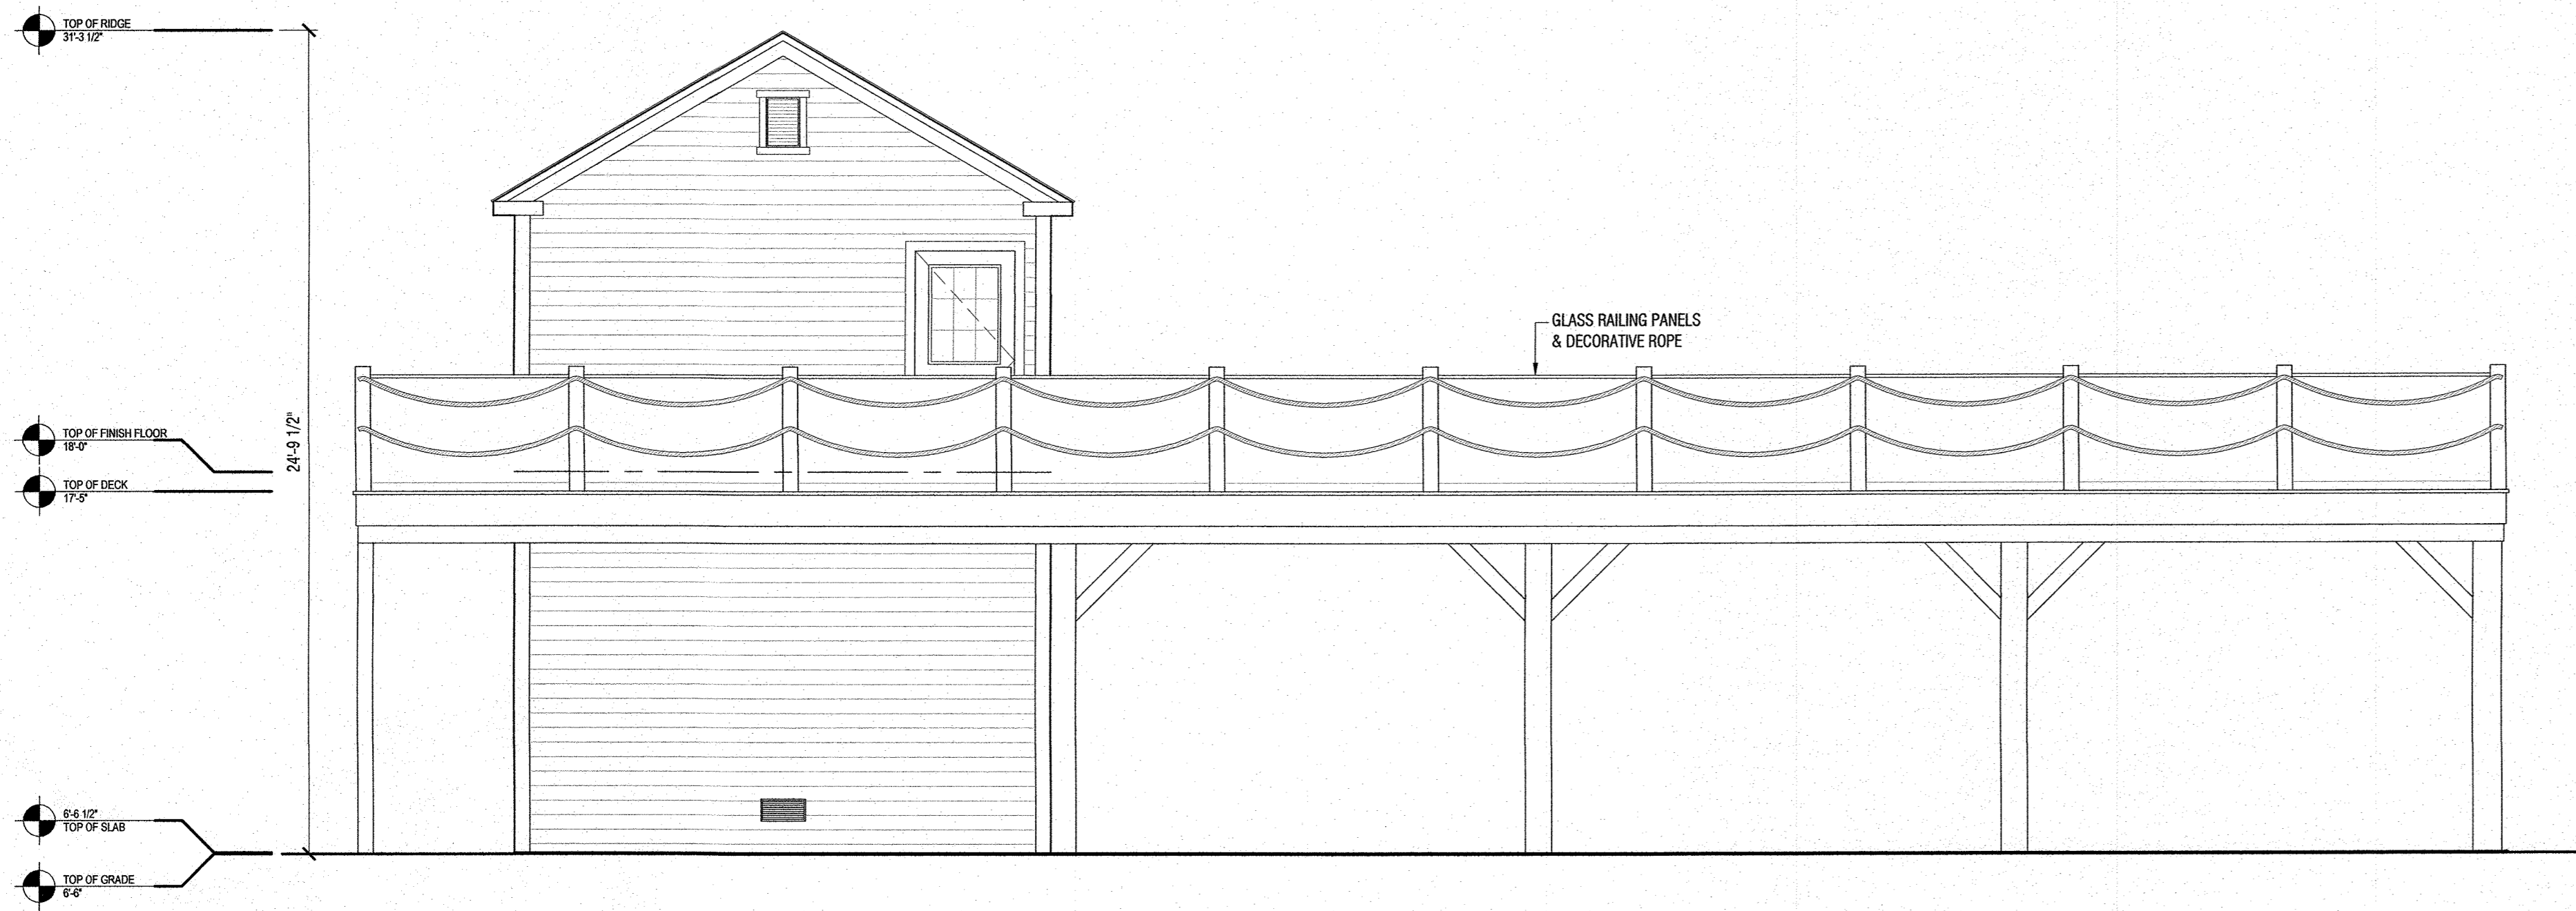 TOP OF RIDGE
31'-3 1/2"
24'-9 1/2"
GLASS RAILING PANELS
& DECORATIVE ROPE
TOP OF FINISH FLOOR
18'-0"
TOP OF DECK
17'-5"
6'-6 1/2"
TOP OF SLAB
TOP OF GRADE
6'-6"